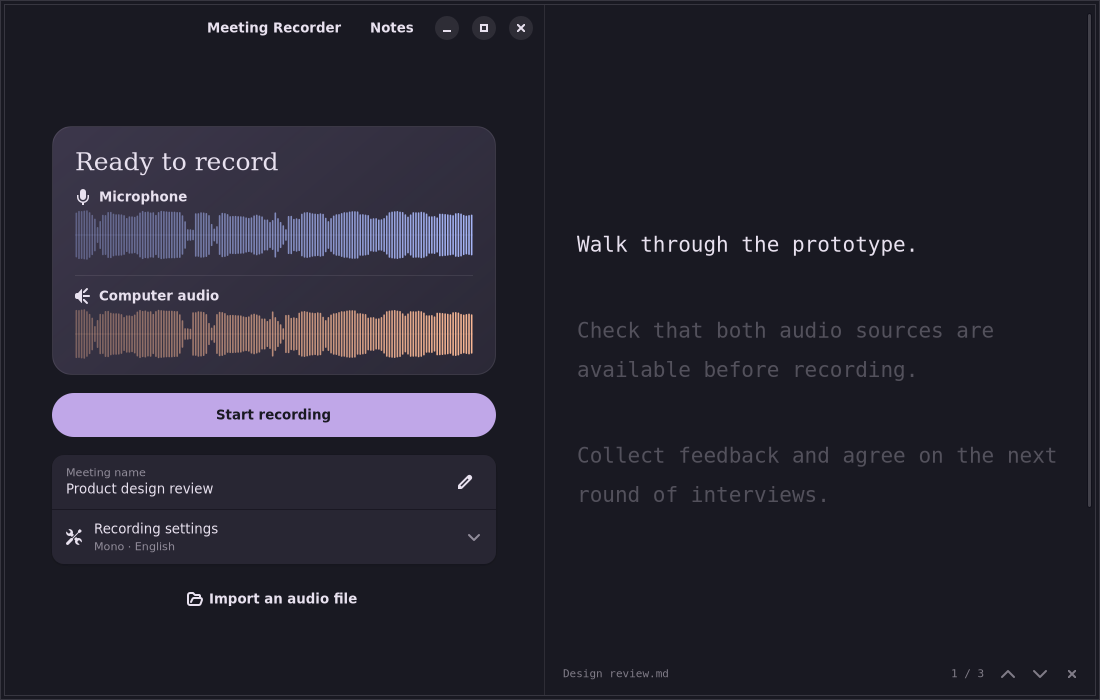 Meeting Recorder
Notes
Ready to record
Microphone
Computer audio
Start recording
Meeting name
Product design review
Recording settings
Mono · English
Import an audio file
Walk through the prototype.
Check that both audio sources are
available before recording.
Collect feedback and agree on the next
round of interviews.
Design review.md
1 / 3